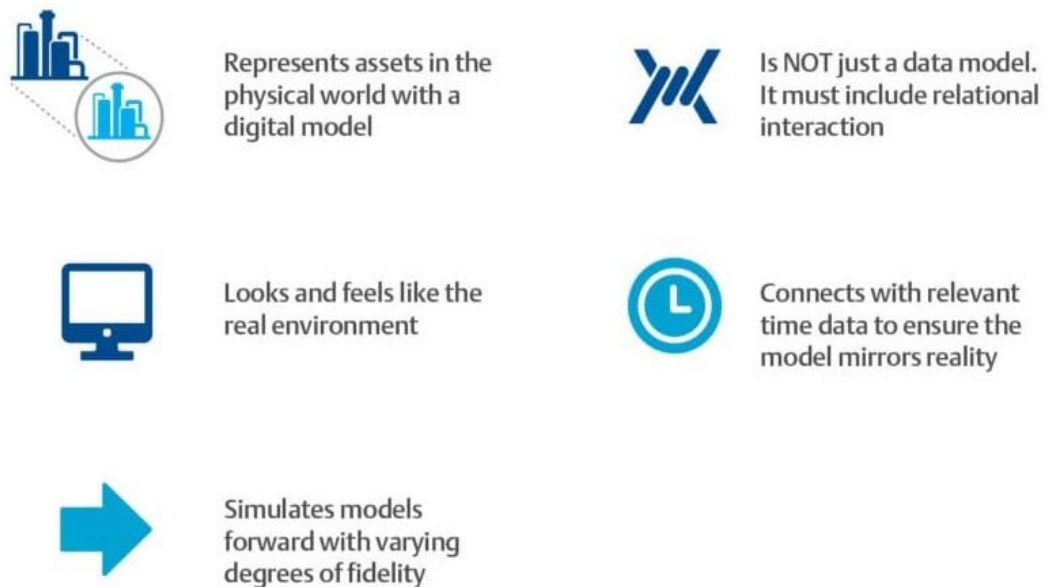 Represents assets in the
physical world with a
digital model
Is NOT just a data model.
It must include relational
interaction
Looks and feels like the
real environment
Connects with relevant
time data to ensure the
model mirrors reality
Simulates models
forward with varying
degrees of fidelity